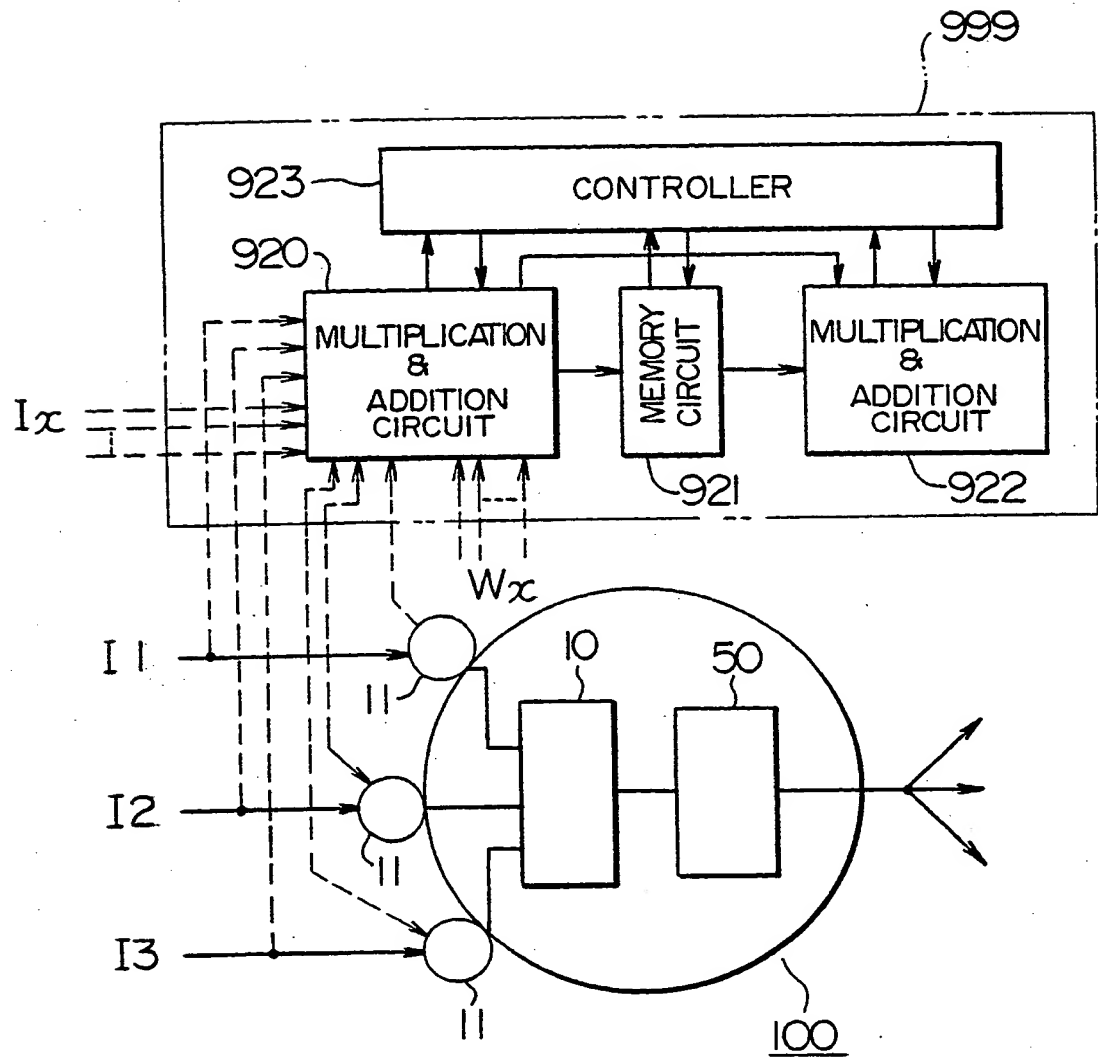 999
923
CONTROLLER
920
MULTIPLICATION
&
ADDITION
CIRCUIT
MEMORY
CIRCUIT
MULTIPLICATION
&
ADDITION
CIRCUIT
Ix
921
922
Wx
I1
11
10
50
I2
11
I3
11
100